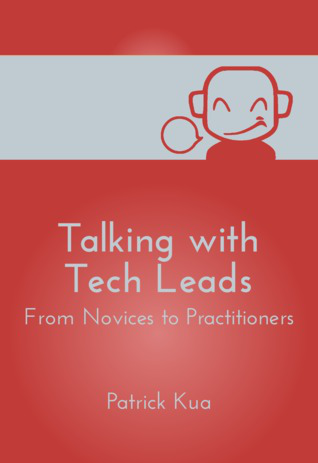 Talking with
Tech Leads
From Novices to Practitioners
Patrick Kua